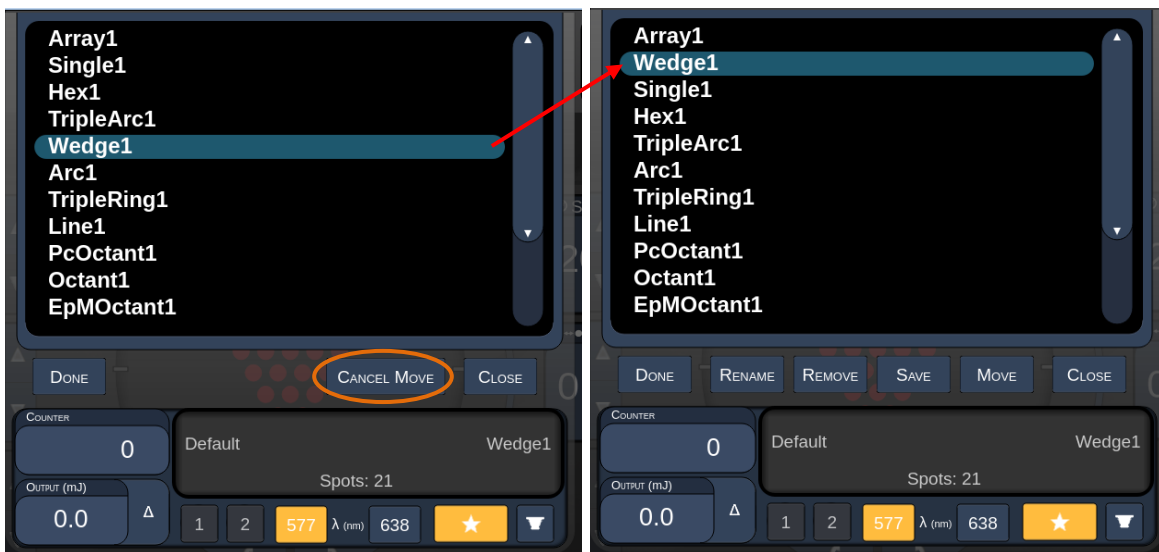 Array1
Single1
Hex1
TripleArc1
Wedge1
Arc1
TripleRing1
Line1
PcOctant1
Octant1
EpMOctant1
DONE CANCEL MOVE CLOSE
COUNTER
0
Default Wedge1
Spots: 21
OUTPUT (mJ)
0.0 Δ
1 2 577 λ (nm) 638
Array1
Wedge1
Single1
Hex1
TripleArc1
Arc1
TripleRing1
Line1
PcOctant1
Octant1
EpMOctant1
DONE RENAME REMOVE SAVE MOVE CLOSE
COUNTER
0
Default Wedge1
Spots: 21
OUTPUT (mJ)
0.0 Δ
1 2 577 λ (nm) 638